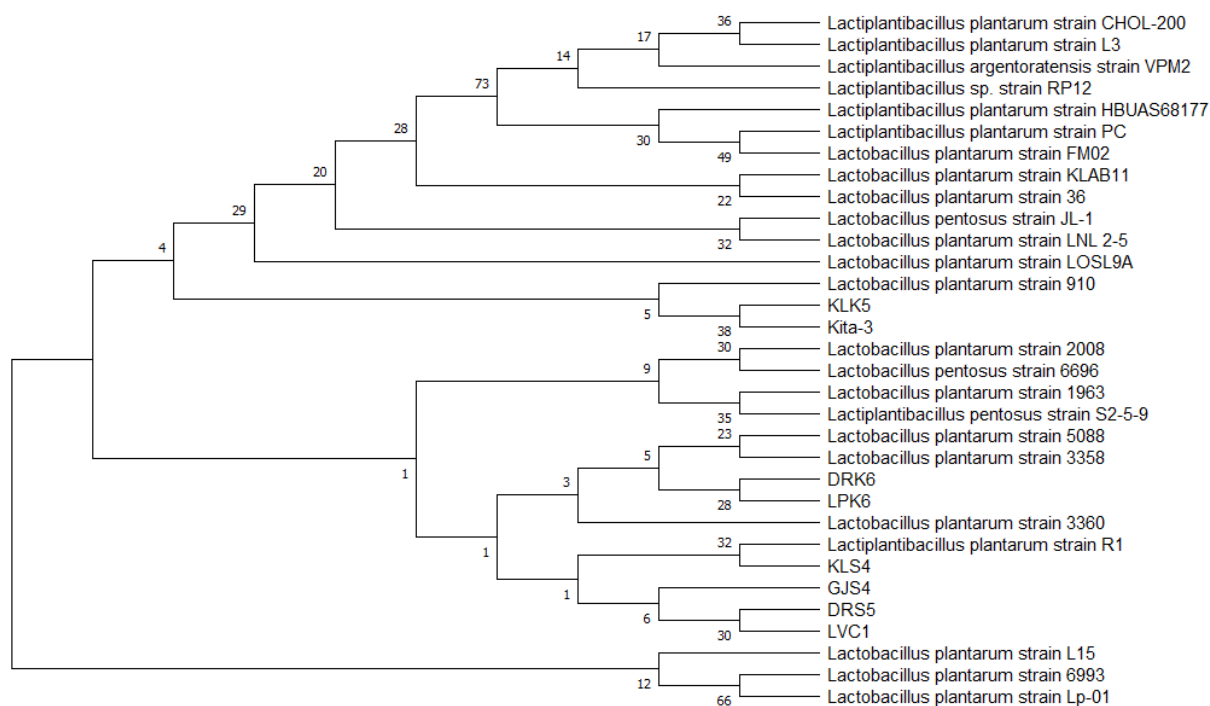 36
Lactiplantibacillus plantarum strain CHOL-200
17
Lactiplantibacillus plantarum strain L3
14
Lactiplantibacillus argentoratensis strain VPM2
73
Lactiplantibacillus sp. strain RP12
Lactiplantibacillus plantarum strain HBUAS68177
28
30
Lactiplantibacillus plantarum strain PC
49
Lactobacillus plantarum strain FM02
20
Lactobacillus plantarum strain KLAB11
22
Lactobacillus plantarum strain 36
29
Lactobacillus pentosus strain JL-1
32
Lactobacillus plantarum strain LNL 2-5
4
Lactobacillus plantarum strain LOSL9A
Lactobacillus plantarum strain 910
5
KLK5
38
Kita-3
30
Lactobacillus plantarum strain 2008
9
Lactobacillus pentosus strain 6696
Lactobacillus plantarum strain 1963
35
Lactiplantibacillus pentosus strain S2-5-9
23
Lactobacillus plantarum strain 5088
5
Lactobacillus plantarum strain 3358
1
3
DRK6
28
LPK6
Lactobacillus plantarum strain 3360
1
32
Lactiplantibacillus plantarum strain R1
KLS4
1
GJS4
6
DRS5
30
LVC1
Lactobacillus plantarum strain L15
12
Lactobacillus plantarum strain 6993
66
Lactobacillus plantarum strain Lp-01